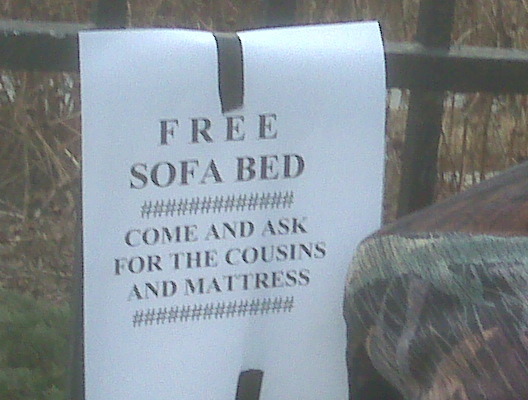 FREE
SOFA BED
##############
COME AND ASK
FOR THE COUSINS
AND MATTRESS
##############